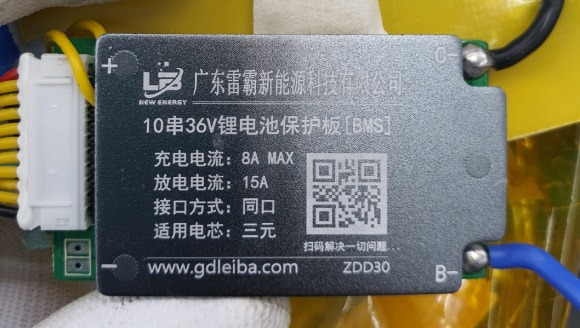 +
LB
NEW ENERGY
广东雷霸新能源科技有限公司
10串36V锂电池保护板[BMS]
充电电流：8A MAX
放电电流：15A
接口方式：同口
适用电芯：三元
扫码解决一切问题...
-
www.gdleiba.com
ZDD30
B-